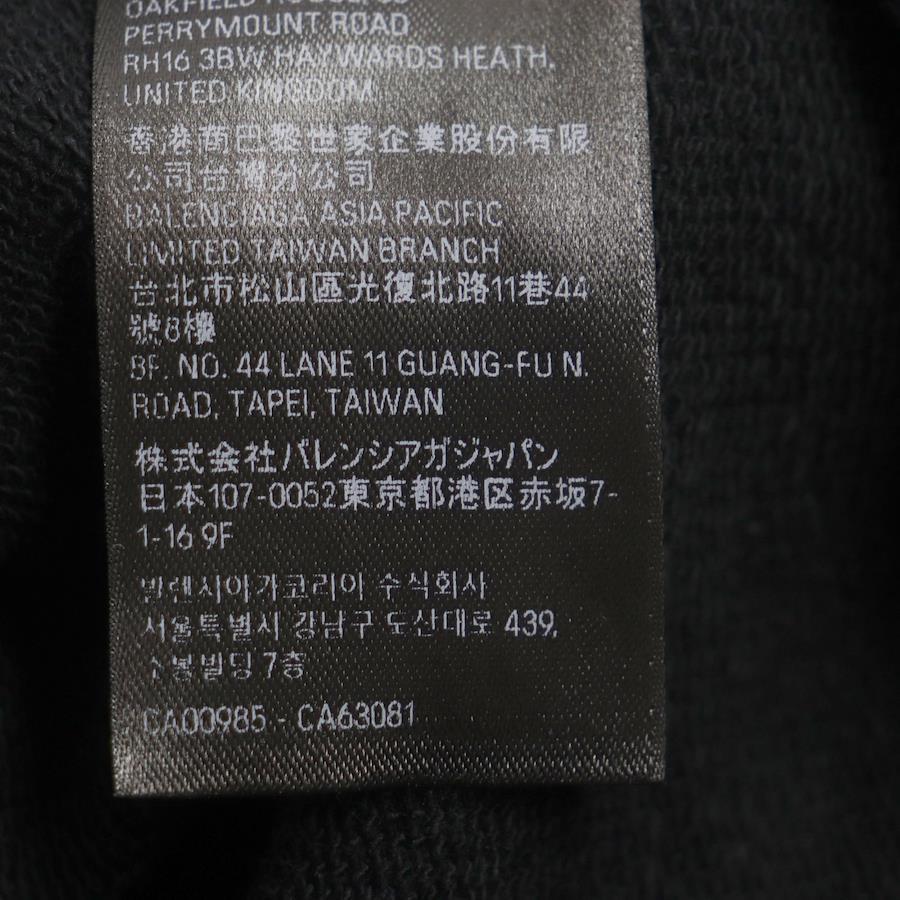 OAKFIELD
PERRYMOUNT ROAD
RH16 3BW HAYWARDS HEATH,
UNITED KINGDOM
香港商巴黎世家企業股份有限
公司台灣分公司
BALENCIAGA ASIA PACIFIC
LIMITED TAIWAN BRANCH
台北市松山區光復北路11巷44
號8樓
8F. NO. 44 LANE 11 GUANG-FU N.
ROAD, TAPEI, TAIWAN
株式会社バレンシアガジャパン
日本107-0052東京都港区赤坂7-
1-16 9F
발렌시아가코리아 수식회사
서울특별시 강남구 도산대로 439,
빌딩 7층
CA00985 - CA63081